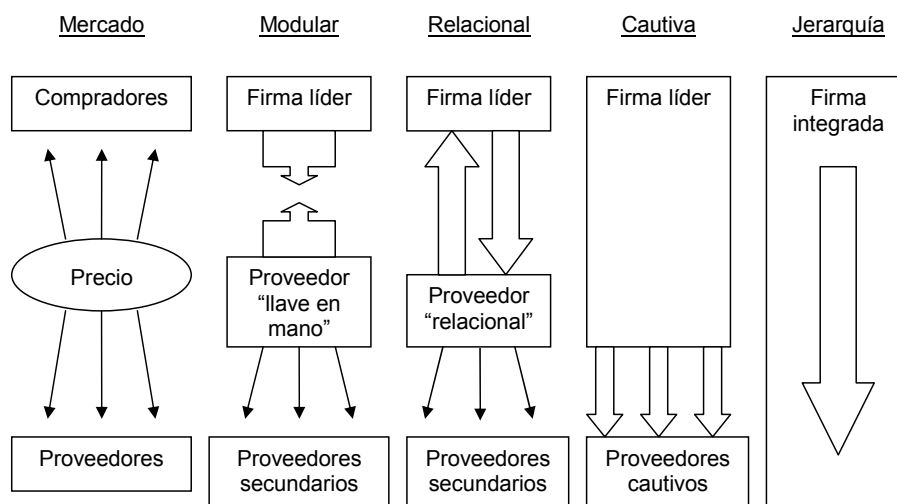 Mercado
Modular
Relacional
Cautiva
Jerarquía
Compradores
Firma líder
Firma líder
Firma líder
Firma
integrada
Precio
Proveedor
“llave en
mano”
Proveedor
“relacional”
Proveedores
Proveedores
secundarios
Proveedores
secundarios
Proveedores
cautivos